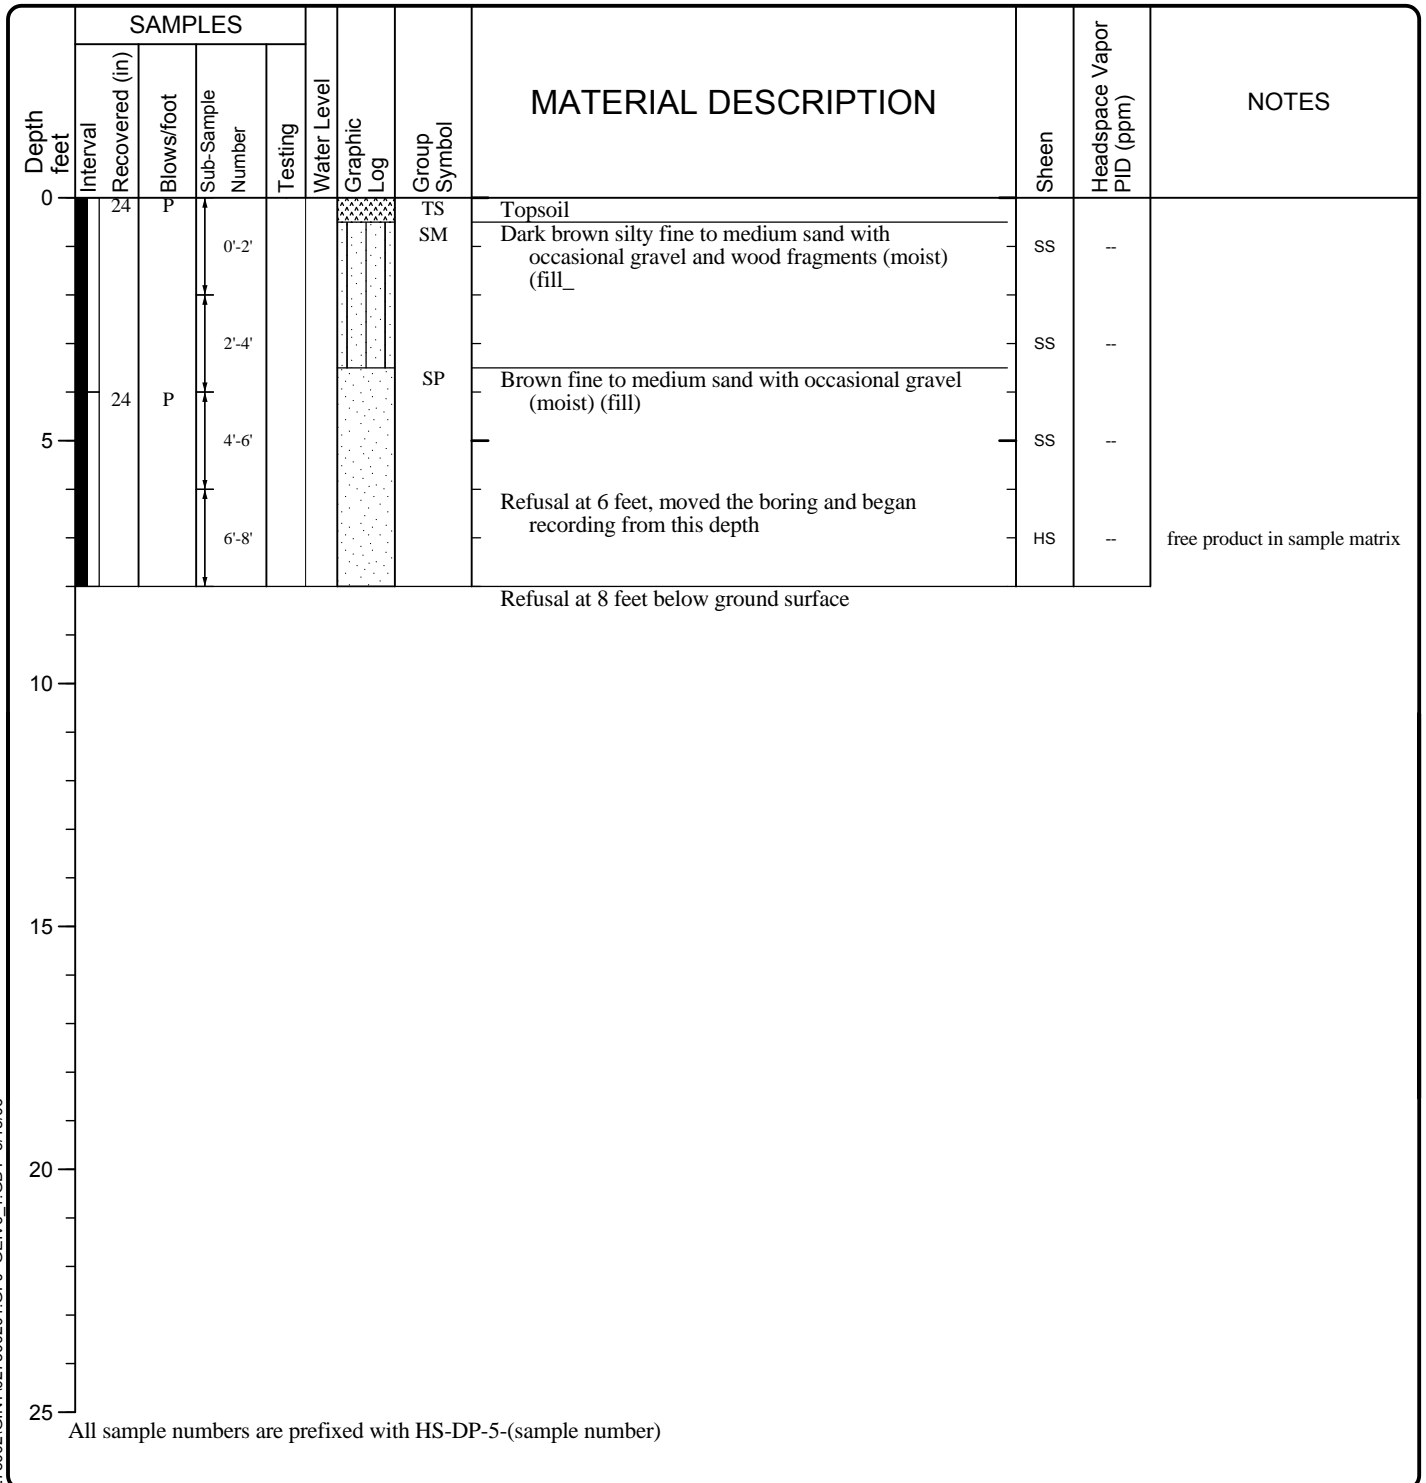 SAMPLES
Depth
feet
Interval
Recovered (in)
Blows/foot
Sub-Sample
Number
Testing
Water Level
Graphic
Log
Group
Symbol
MATERIAL DESCRIPTION
Sheen
Headspace Vapor
PID (ppm)
NOTES
0
24 P TS Topsoil
SM Dark brown silty fine to medium sand with
0'-2' occasional gravel and wood fragments (moist) SS --
(fill_
2'-4' SS --
SP Brown fine to medium sand with occasional gravel
24 P (moist) (fill)
5 4'-6' SS --
Refusal at 6 feet, moved the boring and began
recording from this depth
6'-8' HS -- free product in sample matrix
Refusal at 8 feet below ground surface
10
15
20
25
All sample numbers are prefixed with HS-DP-5-(sample number)